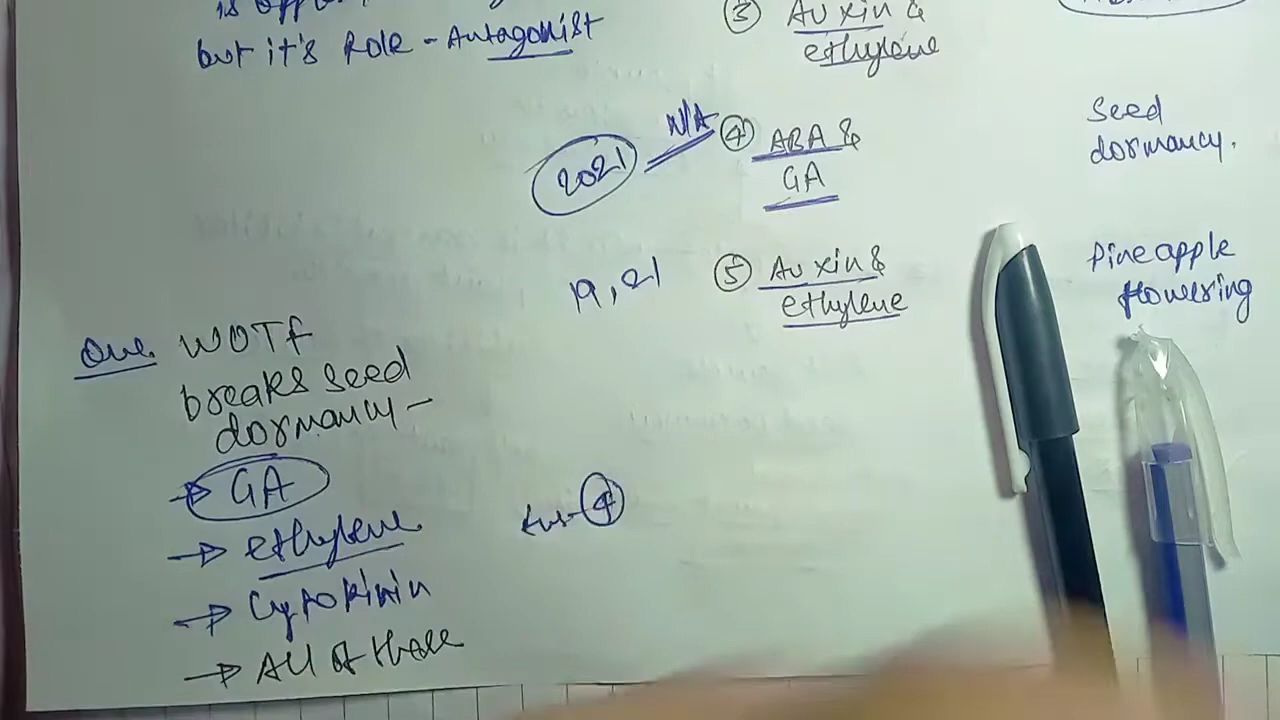 but it's Role - Antagonist
③ Auxin &
ethylene
2021 N/A ④ ABA &
GA
Seed
dormancy.
19, 21 ⑤ Auxin &
ethylene
Pineapple
flowering
Que. WOTF
breaks seed
dormancy -
→ GA
→ ethylene
→ Cytokinin
→ All of these
Ans- ④